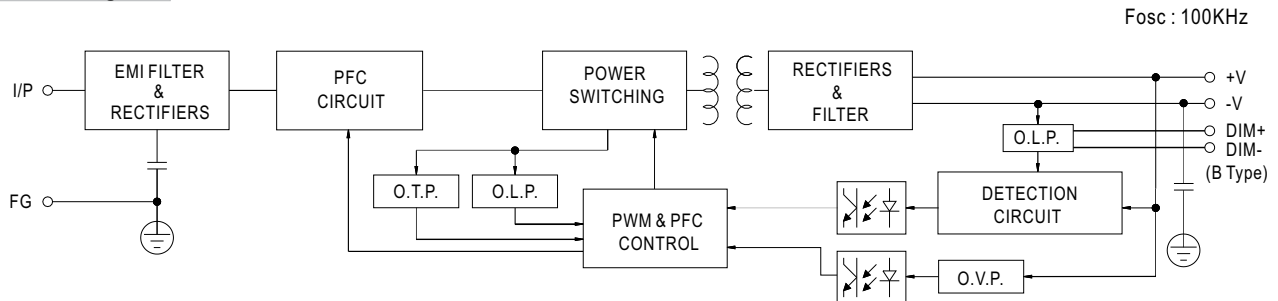 Fosc : 100KHz
I/P
EMI FILTER
&
RECTIFIERS
PFC
CIRCUIT
POWER
SWITCHING
RECTIFIERS
&
FILTER
+V
-V
DIM+
DIM-
(B Type)
O.L.P.
FG
O.T.P.
O.L.P.
PWM & PFC
CONTROL
DETECTION
CIRCUIT
O.V.P.